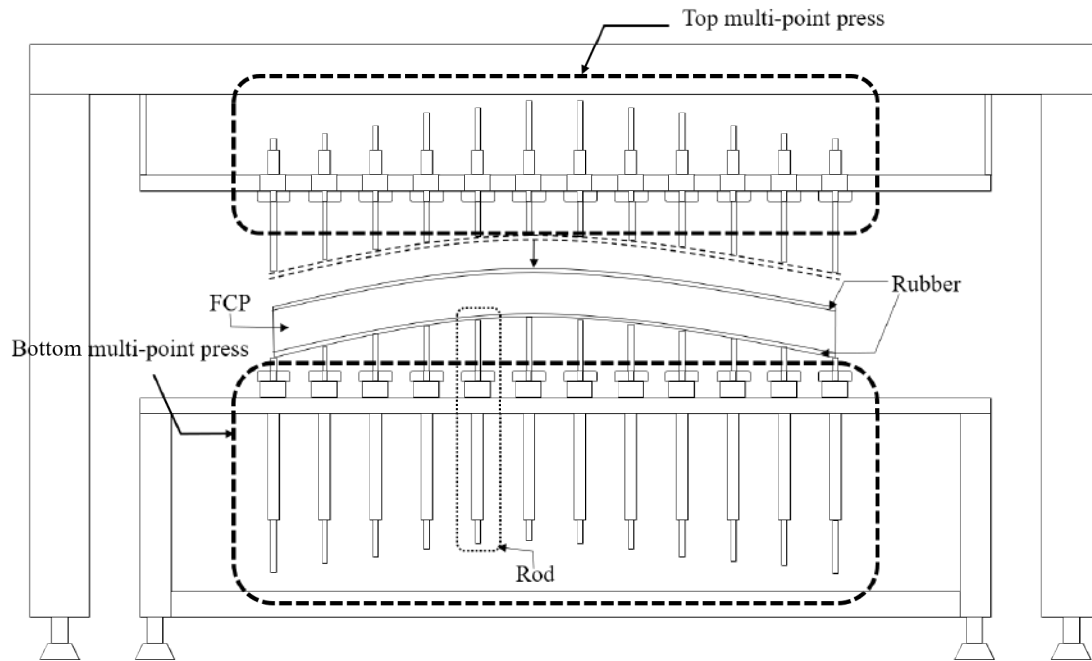 Top multi-point press
Rubber
FCP
Bottom multi-point press
Rod